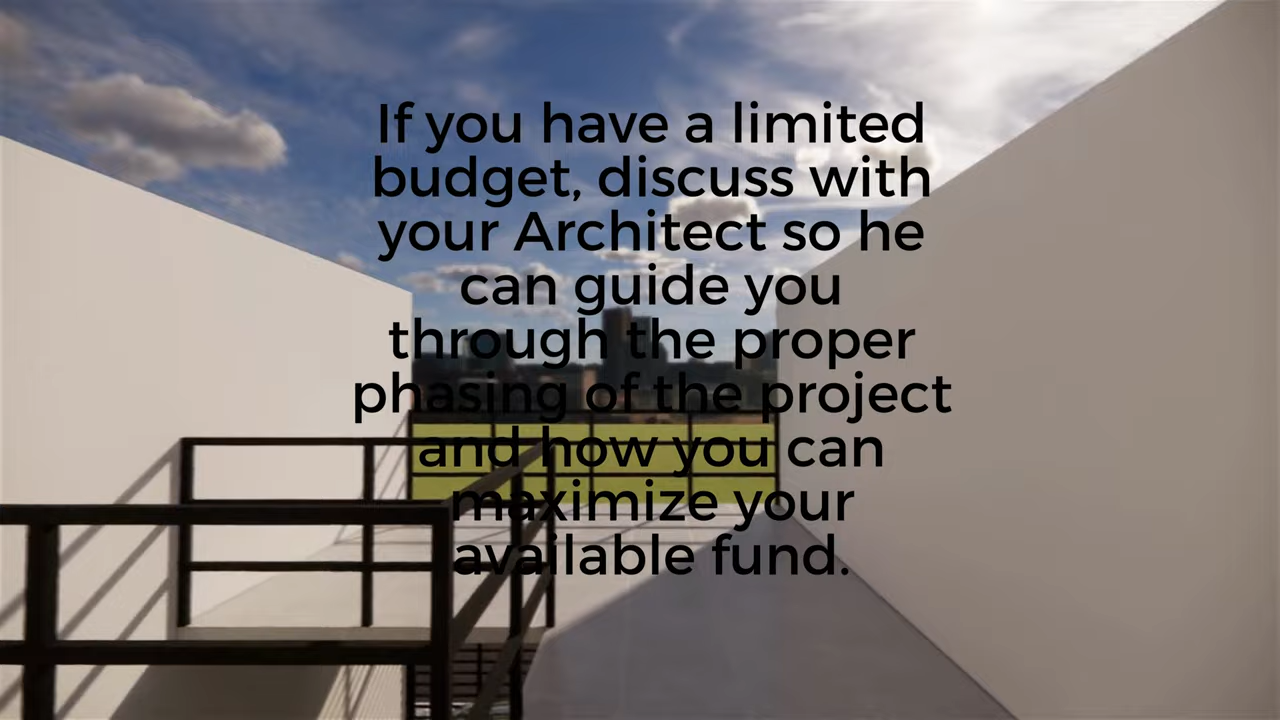 If you have a limited
budget, discuss with
your Architect so he
can guide you
through the proper
phasing of the project
and how you can
maximize your
available fund.